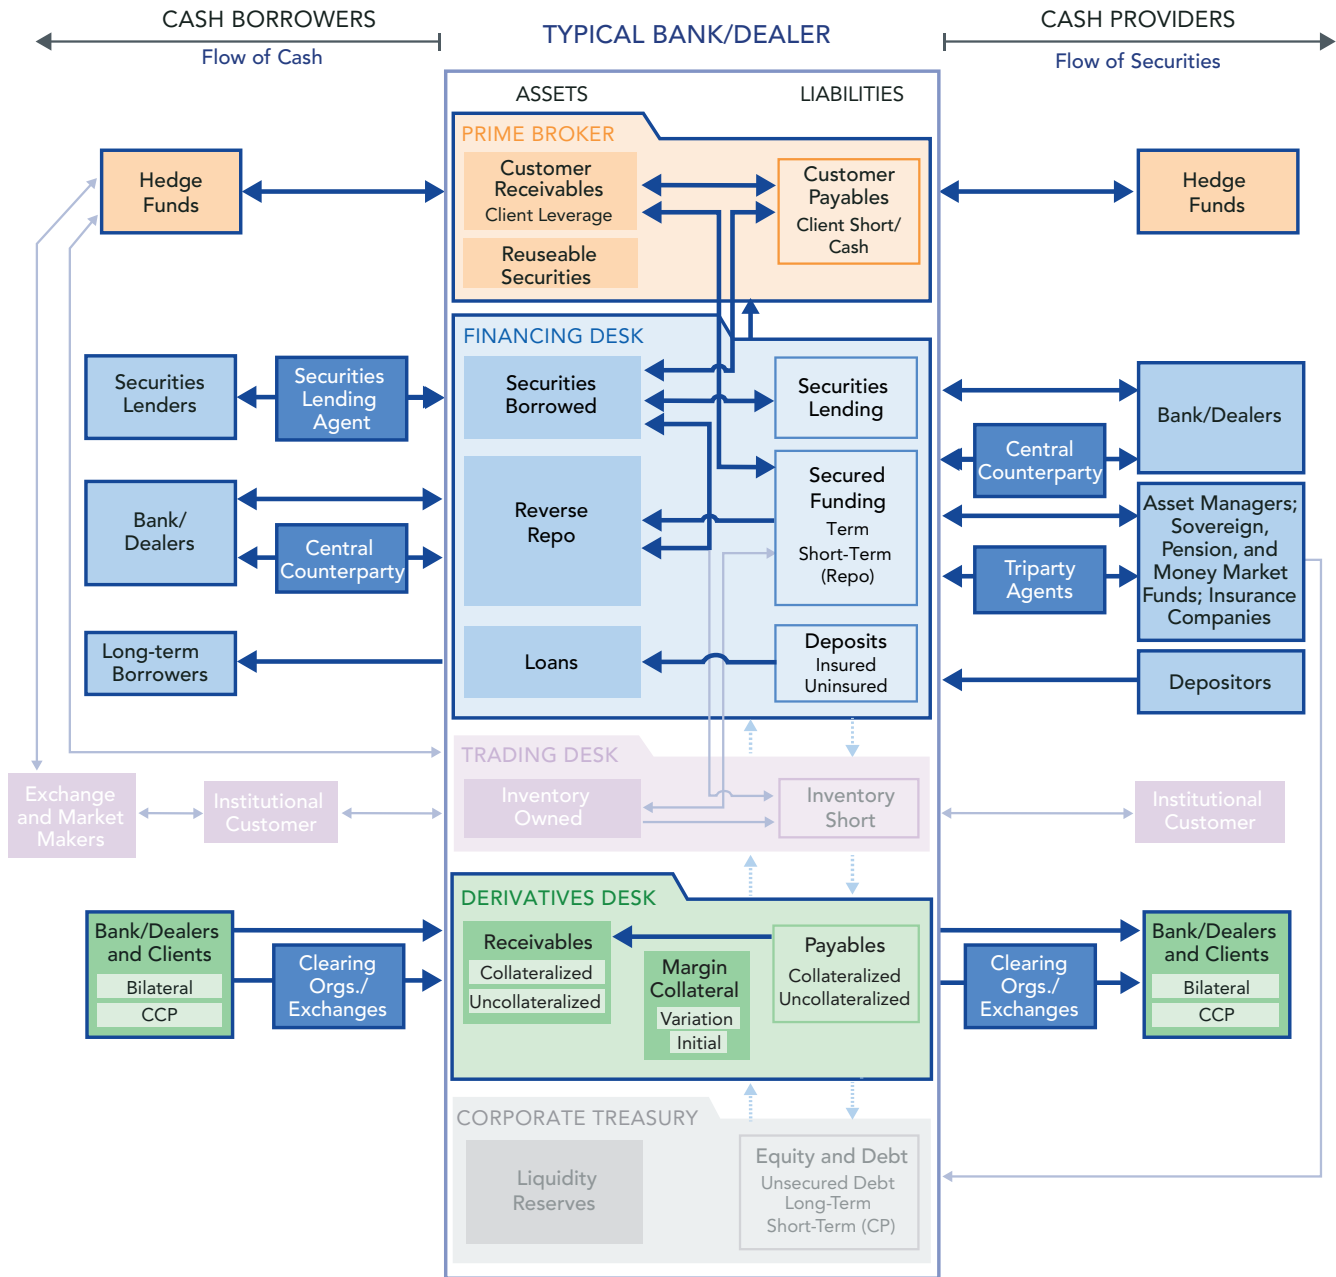 CASH BORROWERS
Flow of Cash
TYPICAL BANK/DEALER
CASH PROVIDERS
Flow of Securities
ASSETS
LIABILITIES
PRIME BROKER
Customer
Receivables
Client Leverage
Reuseable
Securities
Customer
Payables
Client Short/
Cash
Hedge
Funds
Hedge
Funds
FINANCING DESK
Securities
Lenders
Securities
Lending
Agent
Securities
Borrowed
Securities
Lending
Bank/Dealers
Central
Counterparty
Bank/
Dealers
Central
Counterparty
Reverse
Repo
Secured
Funding
Term
Short-Term
(Repo)
Asset Managers;
Sovereign,
Pension, and
Money Market
Funds; Insurance
Companies
Triparty
Agents
Long-term
Borrowers
Loans
Deposits
Insured
Uninsured
Depositors
TRADING DESK
Exchange
and Market
Makers
Institutional
Customer
Inventory
Owned
Inventory
Short
Institutional
Customer
DERIVATIVES DESK
Bank/Dealers
and Clients
Bilateral
CCP
Clearing
Orgs./
Exchanges
Receivables
Collateralized
Uncollateralized
Margin
Collateral
Variation
Initial
Payables
Collateralized
Uncollateralized
Clearing
Orgs./
Exchanges
Bank/Dealers
and Clients
Bilateral
CCP
CORPORATE TREASURY
Liquidity
Reserves
Equity and Debt
Unsecured Debt
Long-Term
Short-Term (CP)